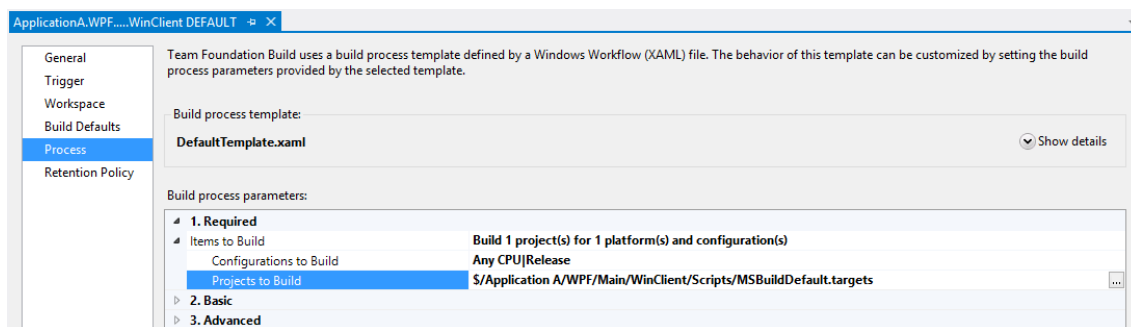 ApplicationA.WPF.....WinClient DEFAULT
General
Trigger
Workspace
Build Defaults
Process
Retention Policy
Team Foundation Build uses a build process template defined by a Windows Workflow (XAML) file. The behavior of this template can be customized by setting the build
process parameters provided by the selected template.
Build process template:
DefaultTemplate.xaml
Show details
Build process parameters:
1. Required
Items to Build Build 1 project(s) for 1 platform(s) and configuration(s)
Configurations to Build Any CPU|Release
Projects to Build $/Application A/WPF/Main/WinClient/Scripts/MSBuildDefault.targets ...
2. Basic
3. Advanced